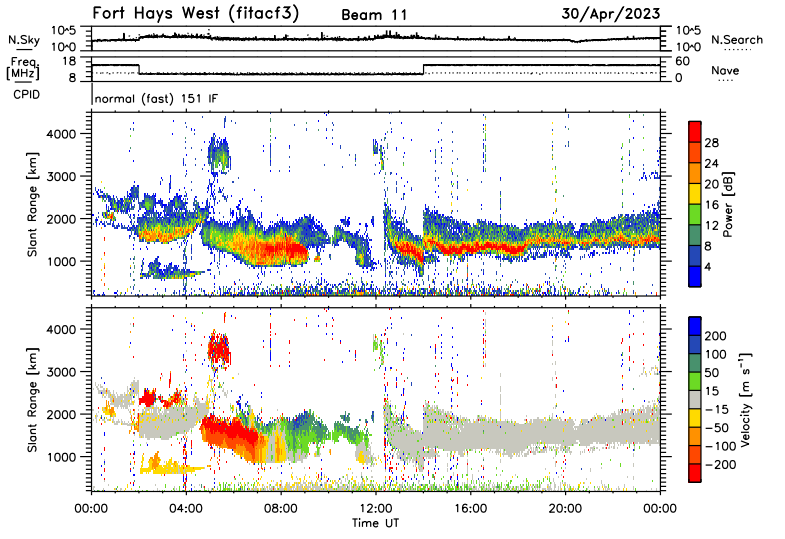 Fort Hays West (fitacf3) Beam 11 30/Apr/2023
N.Sky 10^5 10^0 10^5 10^0 N.Search
Freq. [MHz] 18 8 60 0 Nave
CPID normal (fast) 151 IF
Slant Range [km] 4000 3000 2000 1000
Power [dB] 28 24 20 16 12 8 4
Slant Range [km] 4000 3000 2000 1000
Velocity [m s⁻¹] 200 100 50 15 −15 −50 −100 −200
00:00 04:00 08:00 12:00 16:00 20:00 00:00
Time UT